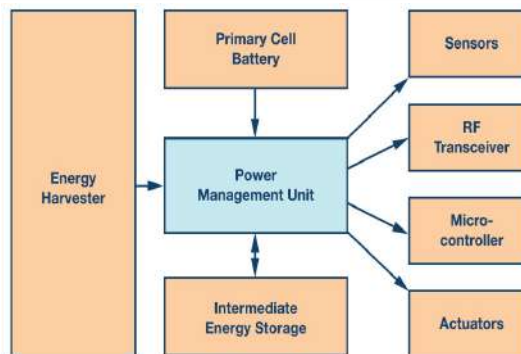 Primary Cell
Battery
Sensors
RF
Transceiver
Energy
Harvester
Power
Management Unit
Micro-
controller
Intermediate
Energy Storage
Actuators